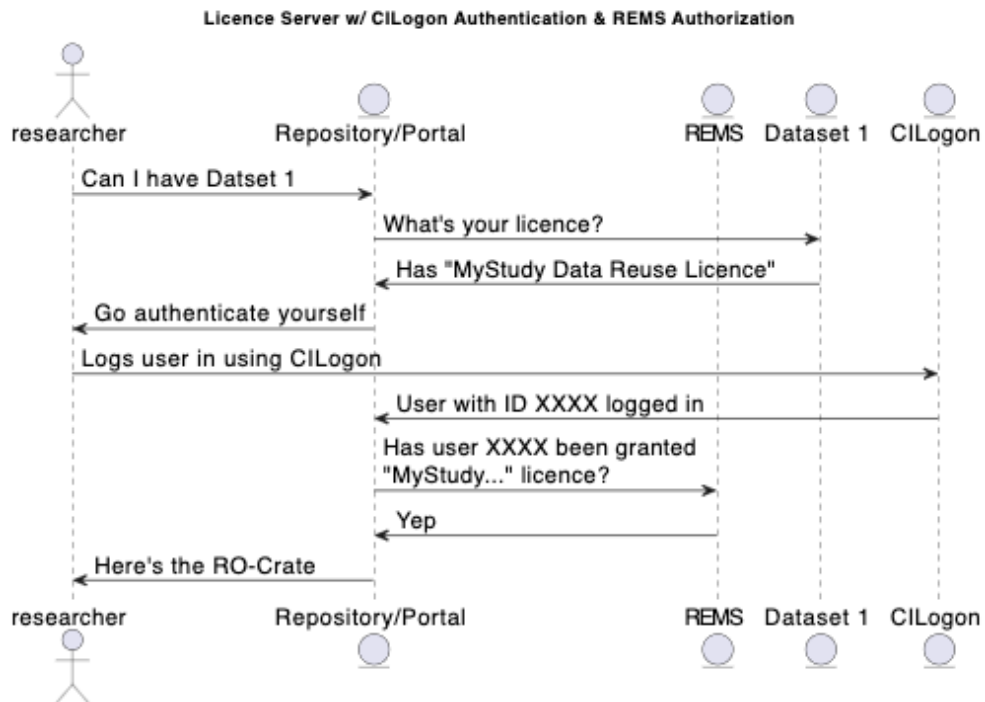 Licence Server w/ CILogon Authentication & REMS Authorization
researcher
Repository/Portal
REMS
Dataset 1
CILogon
Can I have Datset 1
What's your licence?
Has "MyStudy Data Reuse Licence"
Go authenticate yourself
Logs user in using CILogon
User with ID XXXX logged in
Has user XXXX been granted
"MyStudy..." licence?
Yep
Here's the RO-Crate
researcher
Repository/Portal
REMS
Dataset 1
CILogon